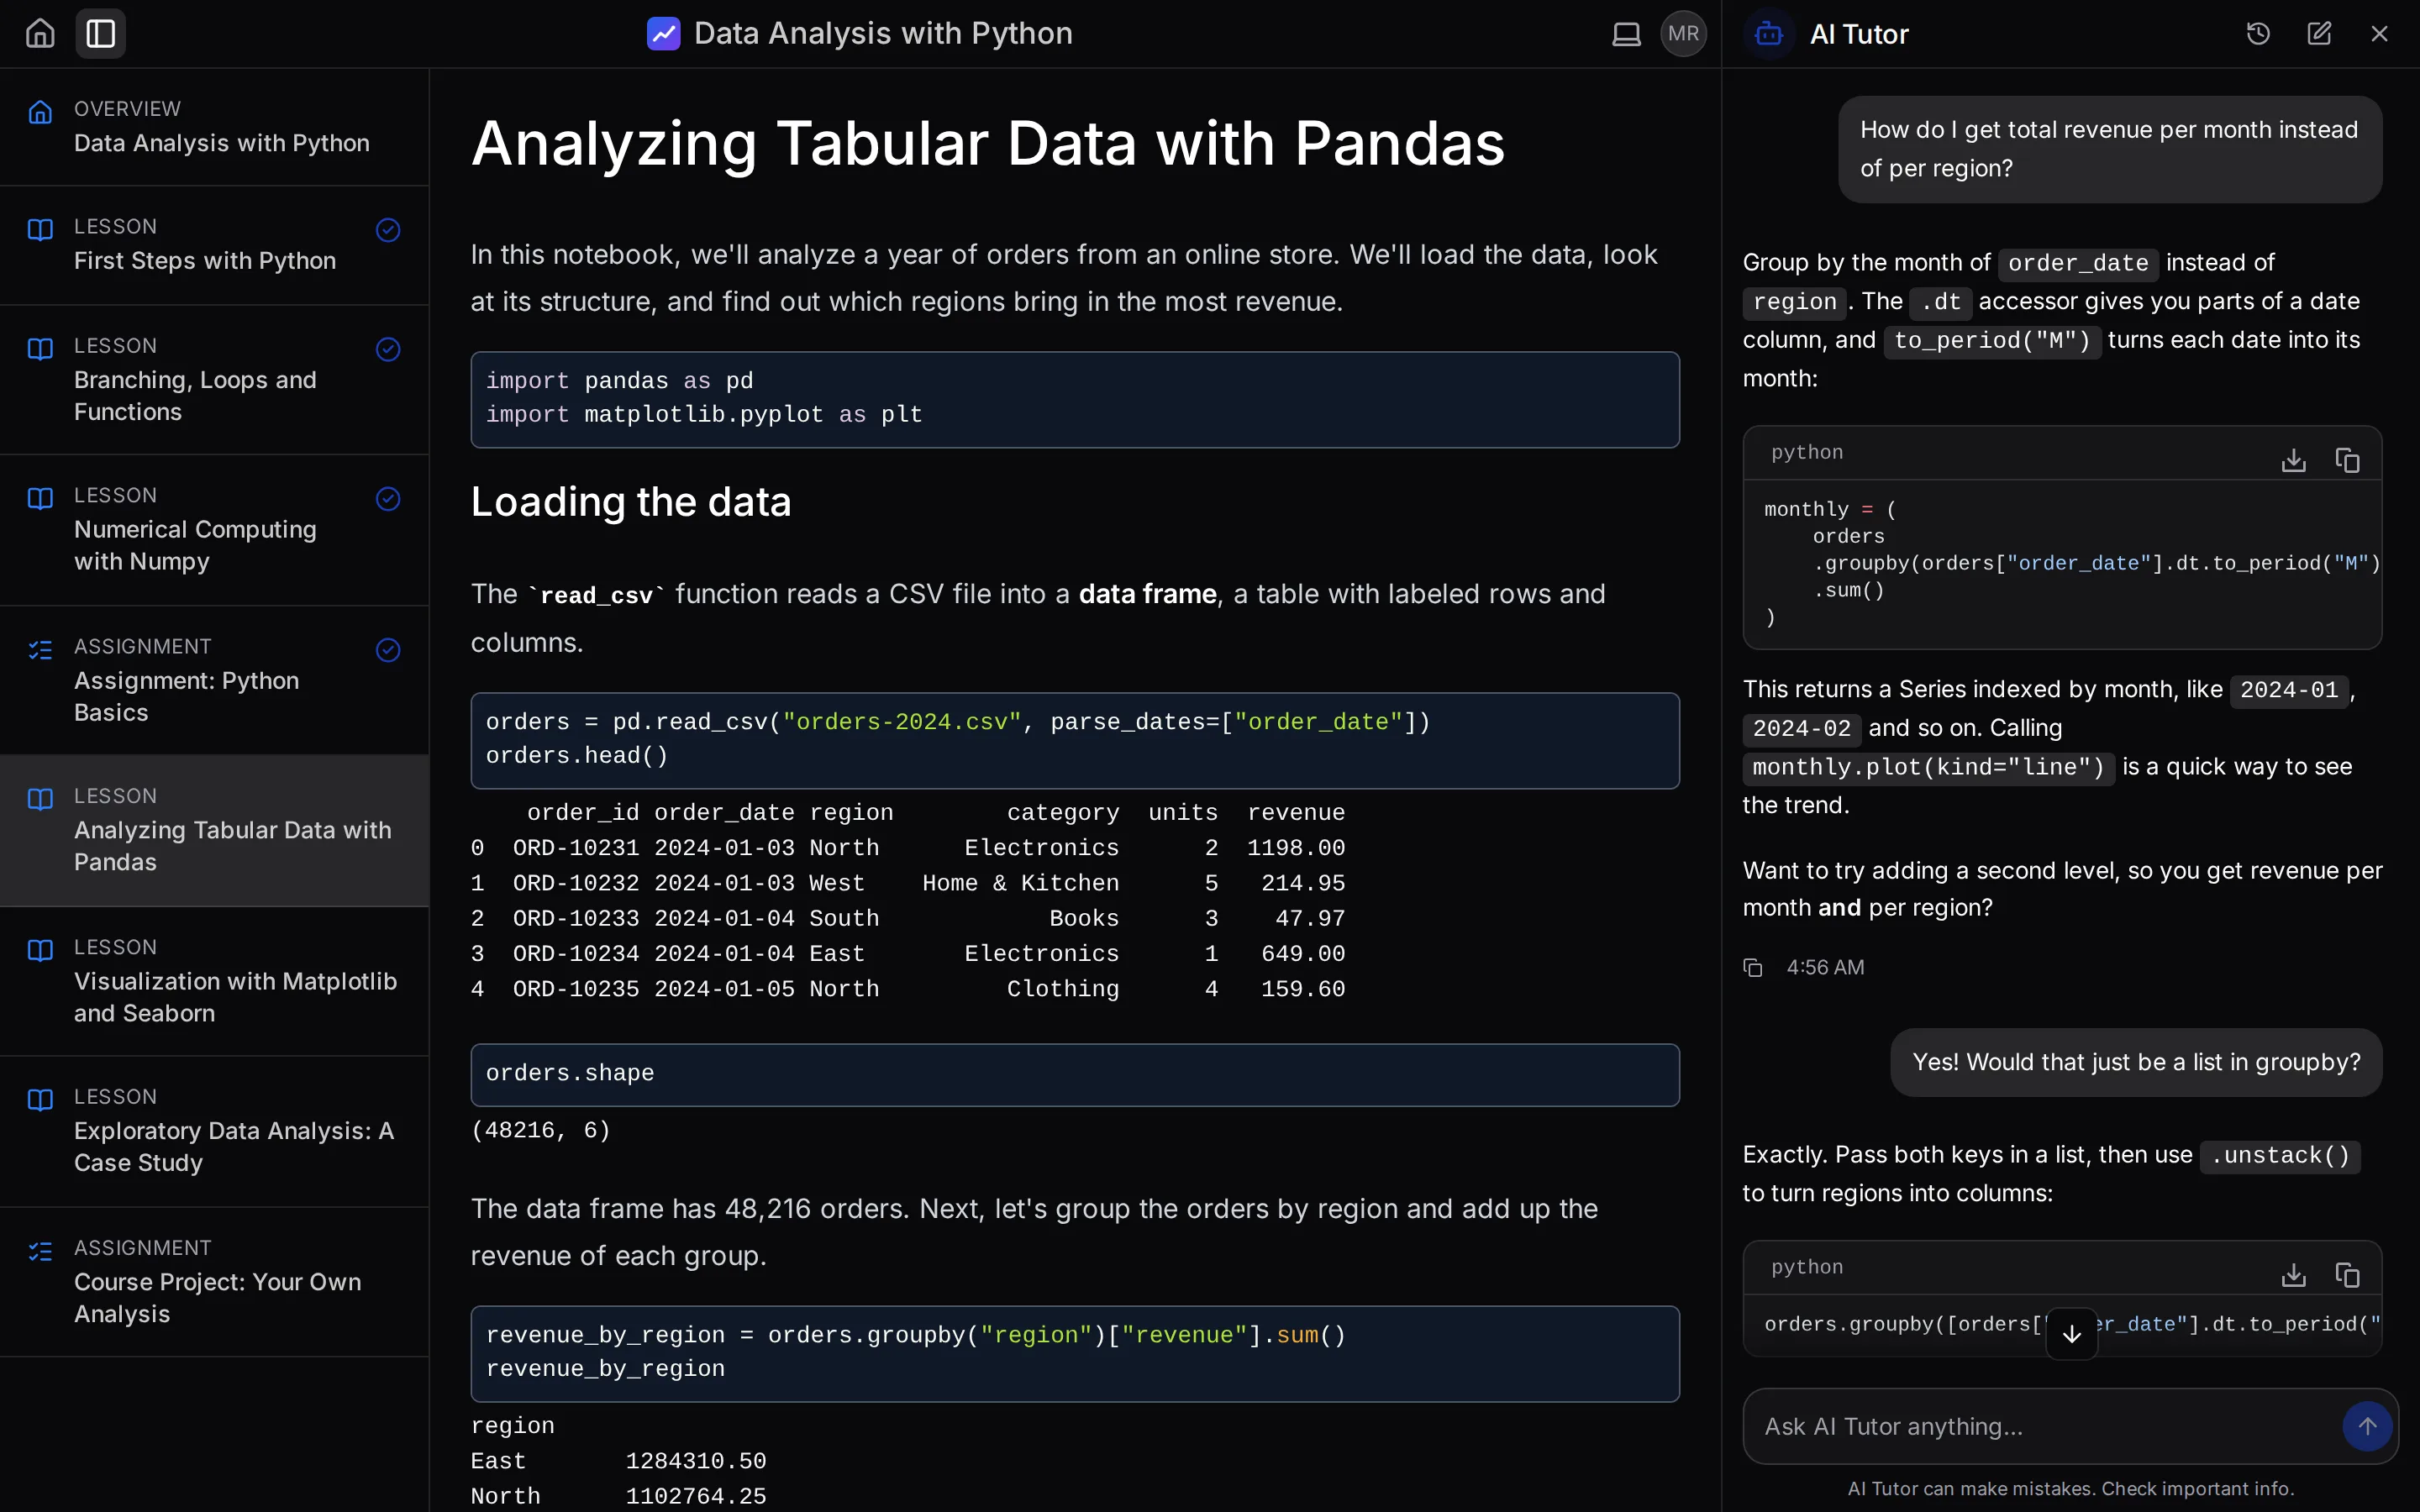 Data Analysis with Python
MR
OVERVIEW
Data Analysis with Python
LESSON
First Steps with Python
LESSON
Branching, Loops and
Functions
LESSON
Numerical Computing
with Numpy
ASSIGNMENT
Assignment: Python
Basics
LESSON
Analyzing Tabular Data with
Pandas
LESSON
Visualization with Matplotlib
and Seaborn
LESSON
Exploratory Data Analysis: A
Case Study
ASSIGNMENT
Course Project: Your Own
Analysis
Analyzing Tabular Data with Pandas
In this notebook, we'll analyze a year of orders from an online store. We'll load the data, look
at its structure, and find out which regions bring in the most revenue.
import pandas as pd
import matplotlib.pyplot as plt
Loading the data
The `read_csv` function reads a CSV file into a data frame, a table with labeled rows and
columns.
orders = pd.read_csv("orders-2024.csv", parse_dates=["order_date"])
orders.head()
order_id order_date region category units revenue
0 ORD-10231 2024-01-03 North Electronics 2 1198.00
1 ORD-10232 2024-01-03 West Home & Kitchen 5 214.95
2 ORD-10233 2024-01-04 South Books 3 47.97
3 ORD-10234 2024-01-04 East Electronics 1 649.00
4 ORD-10235 2024-01-05 North Clothing 4 159.60
orders.shape
(48216, 6)
The data frame has 48,216 orders. Next, let's group the orders by region and add up the
revenue of each group.
revenue_by_region = orders.groupby("region")["revenue"].sum()
revenue_by_region
region
East 1284310.50
North 1102764.25
AI Tutor
How do I get total revenue per month instead
of per region?
Group by the month of order_date instead of
region. The .dt accessor gives you parts of a date
column, and to_period("M") turns each date into its
month:
python
monthly = (
orders
.groupby(orders["order_date"].dt.to_period("M")
.sum()
)
This returns a Series indexed by month, like 2024-01,
2024-02 and so on. Calling
monthly.plot(kind="line") is a quick way to see
the trend.
Want to try adding a second level, so you get revenue per
month and per region?
4:56 AM
Yes! Would that just be a list in groupby?
Exactly. Pass both keys in a list, then use .unstack()
to turn regions into columns:
python
orders.groupby([orders[ er_date"].dt.to_period("
Ask AI Tutor anything...
AI Tutor can make mistakes. Check important info.